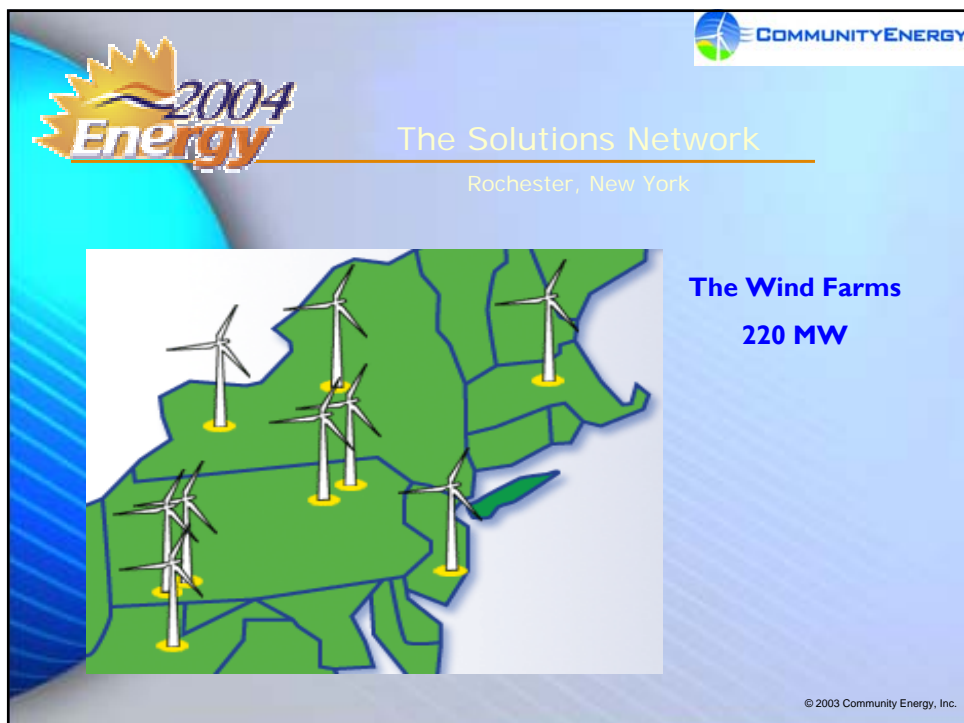 COMMUNITYENERGY
2004
Energy
The Solutions Network
Rochester, New York
The Wind Farms
220 MW
© 2003 Community Energy, Inc.